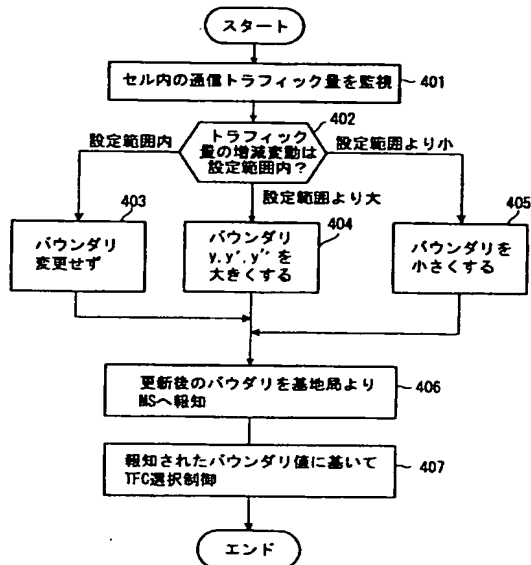 スタート
セル内の通信トラフィック量を監視
401
402
トラフィック
量の増減変動は
設定範囲内?
設定範囲内
設定範囲より小
設定範囲より大
403
バウンダリ
変更せず
404
バウンダリ
y,y',y''を
大きくする
405
バウンダリを
小さくする
更新後のバウダリを基地局より
MSへ報知
406
報知されたバウンダリ値に基いて
TFC選択制御
407
エンド